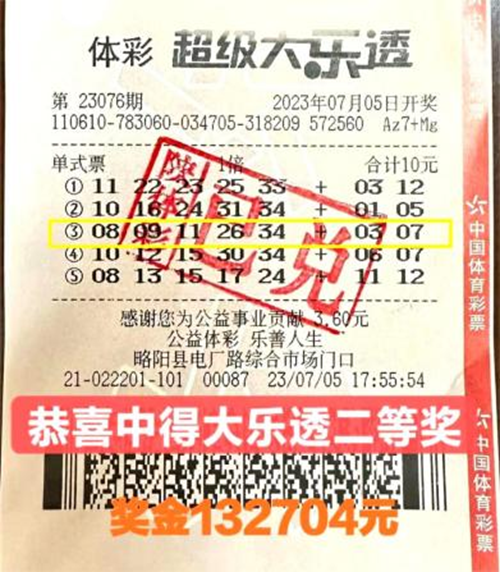 体彩 超级大乐透
第 23076期 2023年07月05日开奖
110610-783060-034705-318209 572560 Az7+Mg
单式票 1倍 合计10元
① 11 22 23 25 33 + 03 12
② 10 16 24 31 34 + 01 05
③ 08 09 11 26 34 + 03 07
④ 10 12 15 30 34 + 06 07
⑤ 08 13 15 17 24 + 11 12
陕体彩
已兑
感谢您为公益事业贡献 3.60元
公益体彩 乐善人生
略阳县电厂路综合市场门口
21-022201-101 00087 23/07/05 17:55:54
恭喜中得大乐透二等奖
奖金132704元
中国体育彩票
中国体育彩票